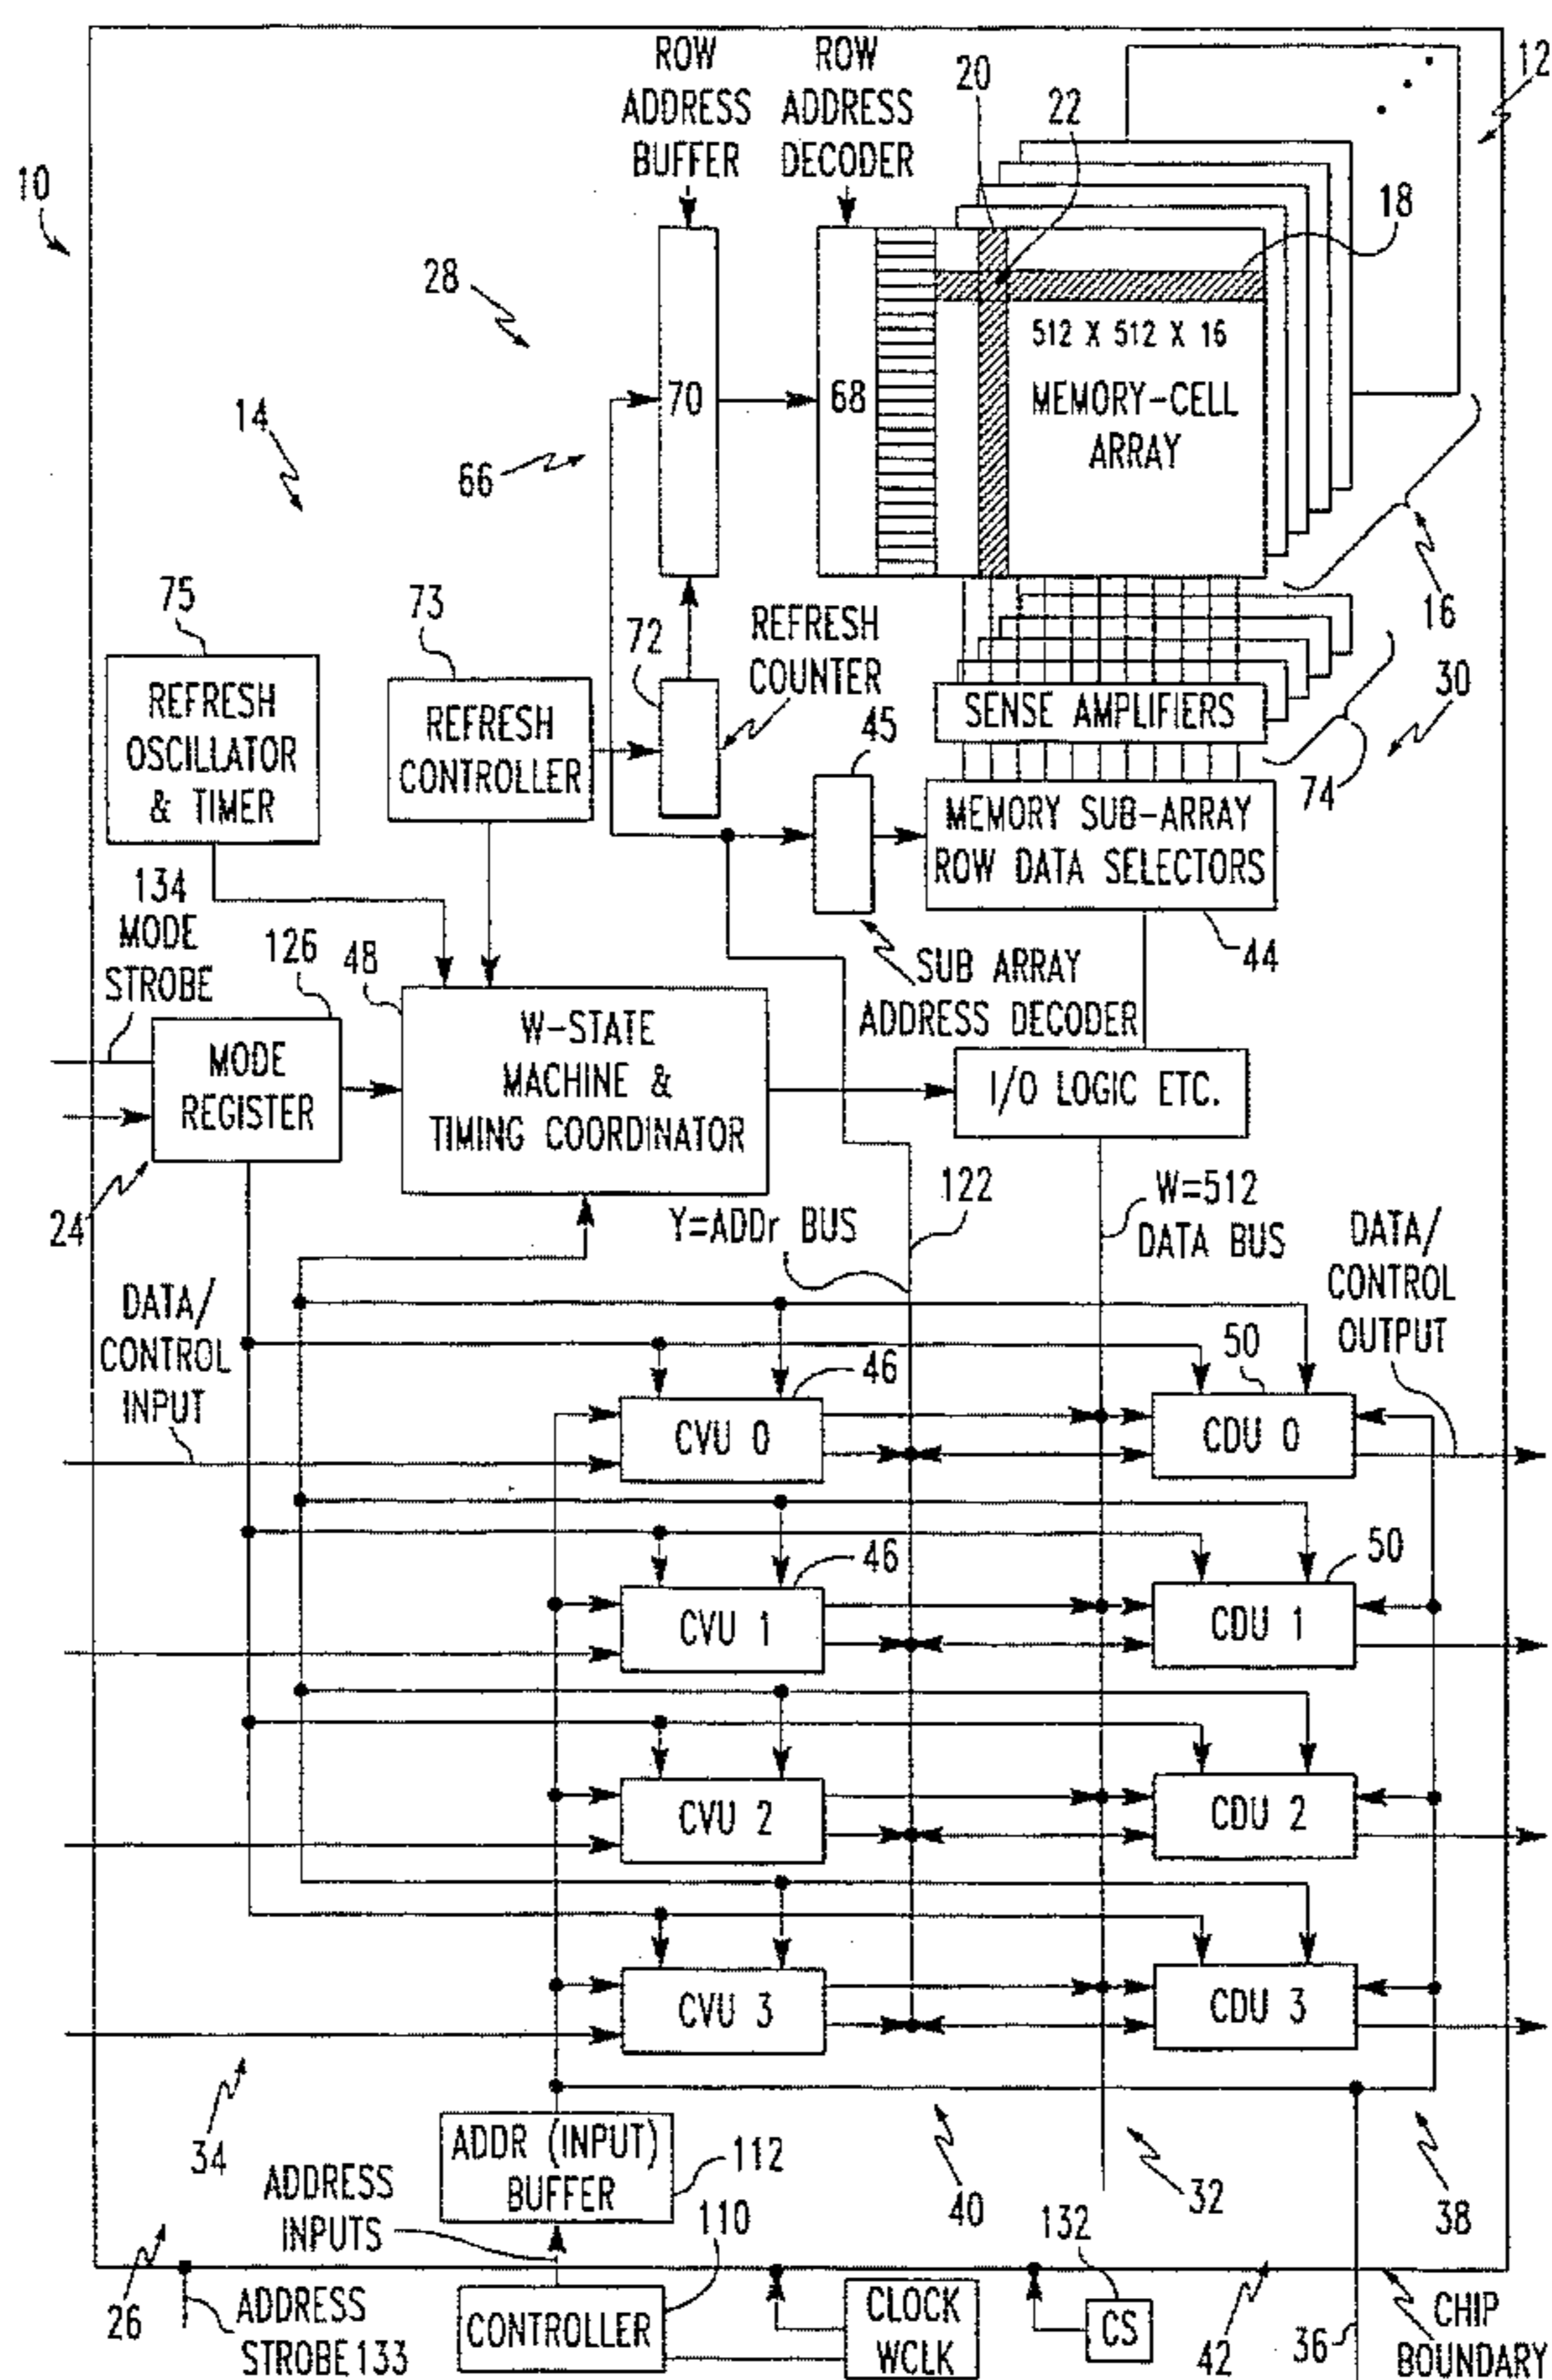 ROW
ADDRESS
BUFFER
ROW
ADDRESS
DECODER
20
22
12
10
18
28
70
68
512 X 512 X 16
MEMORY-CELL
ARRAY
14
66
16
75
73
72
REFRESH
COUNTER
REFRESH
OSCILLATOR
& TIMER
REFRESH
CONTROLLER
SENSE AMPLIFIERS
30
45
74
MEMORY SUB-ARRAY
ROW DATA SELECTORS
44
134
MODE
STROBE
126
48
SUB ARRAY
ADDRESS DECODER
MODE
REGISTER
W-STATE
MACHINE &
TIMING COORDINATOR
I/O LOGIC ETC.
24
Y=ADDr BUS
122
W=512
DATA BUS
DATA/
CONTROL
OUTPUT
DATA/
CONTROL
INPUT
46
50
CVU 0
CDU 0
46
50
CVU 1
CDU 1
CVU 2
CDU 2
CVU 3
CDU 3
34
ADDR (INPUT)
BUFFER
112
40
32
38
ADDRESS
INPUTS
110
132
26
ADDRESS
STROBE 133
CONTROLLER
CLOCK
WCLK
CS
42
36
CHIP
BOUNDARY